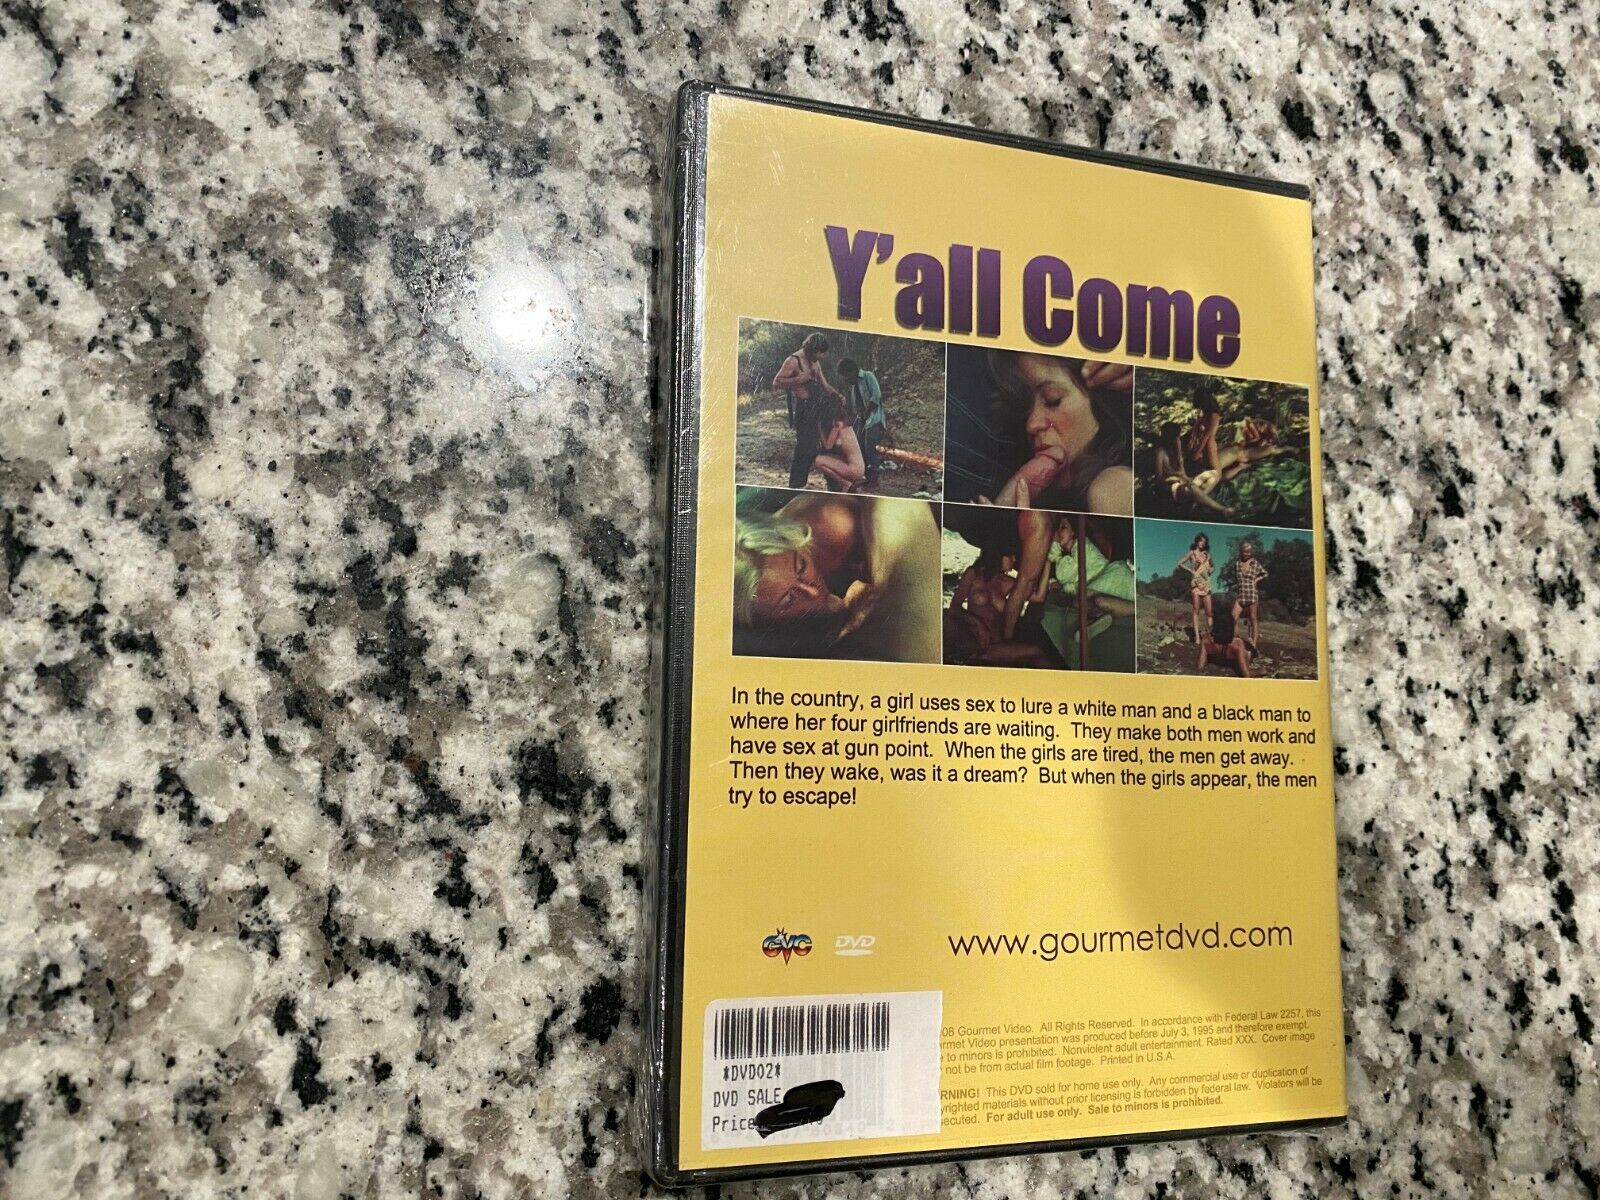 Y'all Come
In the country, a girl uses sex to lure a white man and a black man to
where her four girlfriends are waiting. They make both men work and
have sex at gun point. When the girls are tired, the men get away.
Then they wake, was it a dream? But when the girls appear, the men
try to escape!
GVC
DVD
www.gourmetdvd.com
08 Gourmet Video. All Rights Reserved. In accordance with Federal Law 2257, this
Video presentation was produced before July 3, 1995 and therefore exempt.
to minors is prohibited. Nonviolent adult entertainment. Rated XXX. Cover image
not be from actual film footage. Printed in U.S.A.
This DVD sold for home use only. Any commercial use or duplication of
materials without prior licensing is forbidden by federal law. Violators will be
For adult use only. Sale to minors is prohibited.
*DVD02*
DVD SALE
Price